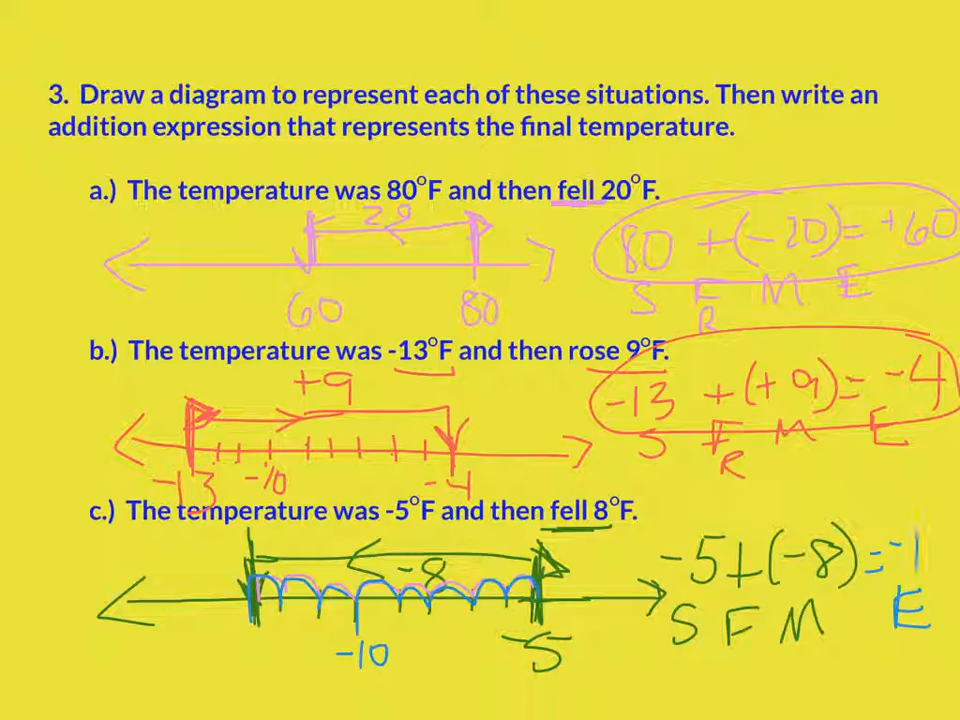 3. Draw a diagram to represent each of these situations. Then write an
addition expression that represents the final temperature.
a.) The temperature was 80°F and then fell 20°F.
20
80 + (-20) = +60
S F M E
R
60 80
b.) The temperature was -13°F and then rose 9°F.
+9
-13 + (+9) = -4
S F M E
R
-13 -10 -4
c.) The temperature was -5°F and then fell 8°F.
-8
-5 + (-8) = -1
S F M E
-10 -5